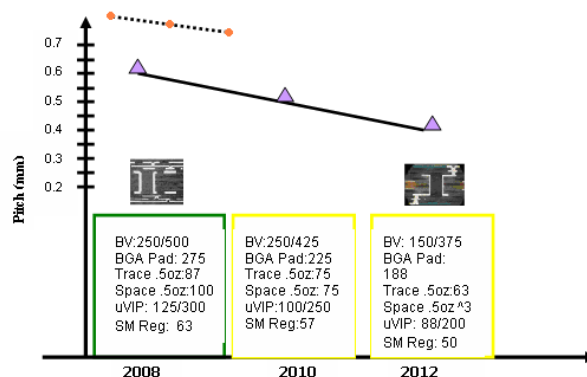 0.7
0.6
0.5
0.4
0.3
0.2
Pitch (mm)
BV:250/500
BGA Pad: 275
Trace .5oz:87
Space .5oz:100
uVIP: 125/300
SM Reg: 63
BV:250/425
BGA Pad:225
Trace .5oz:75
Space .5oz: 75
uVIP:100/250
SM Reg:57
BV: 150/375
BGA Pad:
188
Trace .5oz:63
Space .5oz ^3
uVIP: 88/200
SM Reg: 50
2008
2010
2012